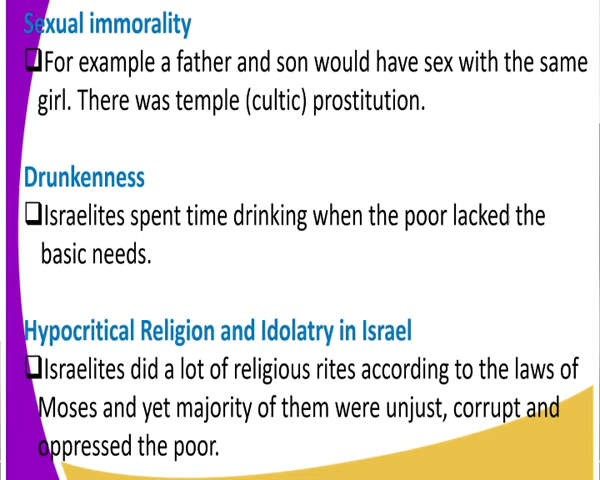 Sexual immorality
❑For example a father and son would have sex with the same
girl. There was temple (cultic) prostitution.
Drunkenness
❑Israelites spent time drinking when the poor lacked the
basic needs.
Hypocritical Religion and Idolatry in Israel
❑Israelites did a lot of religious rites according to the laws of
Moses and yet majority of them were unjust, corrupt and
oppressed the poor.